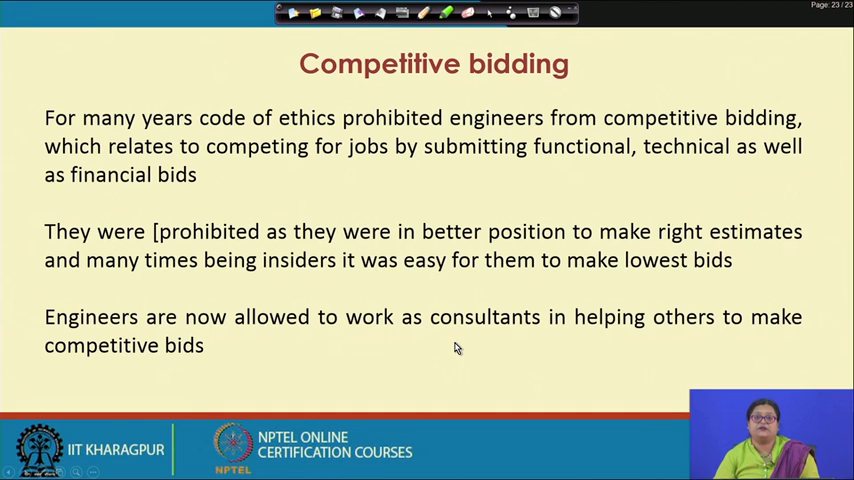 Page: 23 / 23
Competitive bidding
For many years code of ethics prohibited engineers from competitive bidding,
which relates to competing for jobs by submitting functional, technical as well
as financial bids
They were [prohibited as they were in better position to make right estimates
and many times being insiders it was easy for them to make lowest bids
Engineers are now allowed to work as consultants in helping others to make
competitive bids
IIT KHARAGPUR
NPTEL ONLINE
CERTIFICATION COURSES
NPTEL